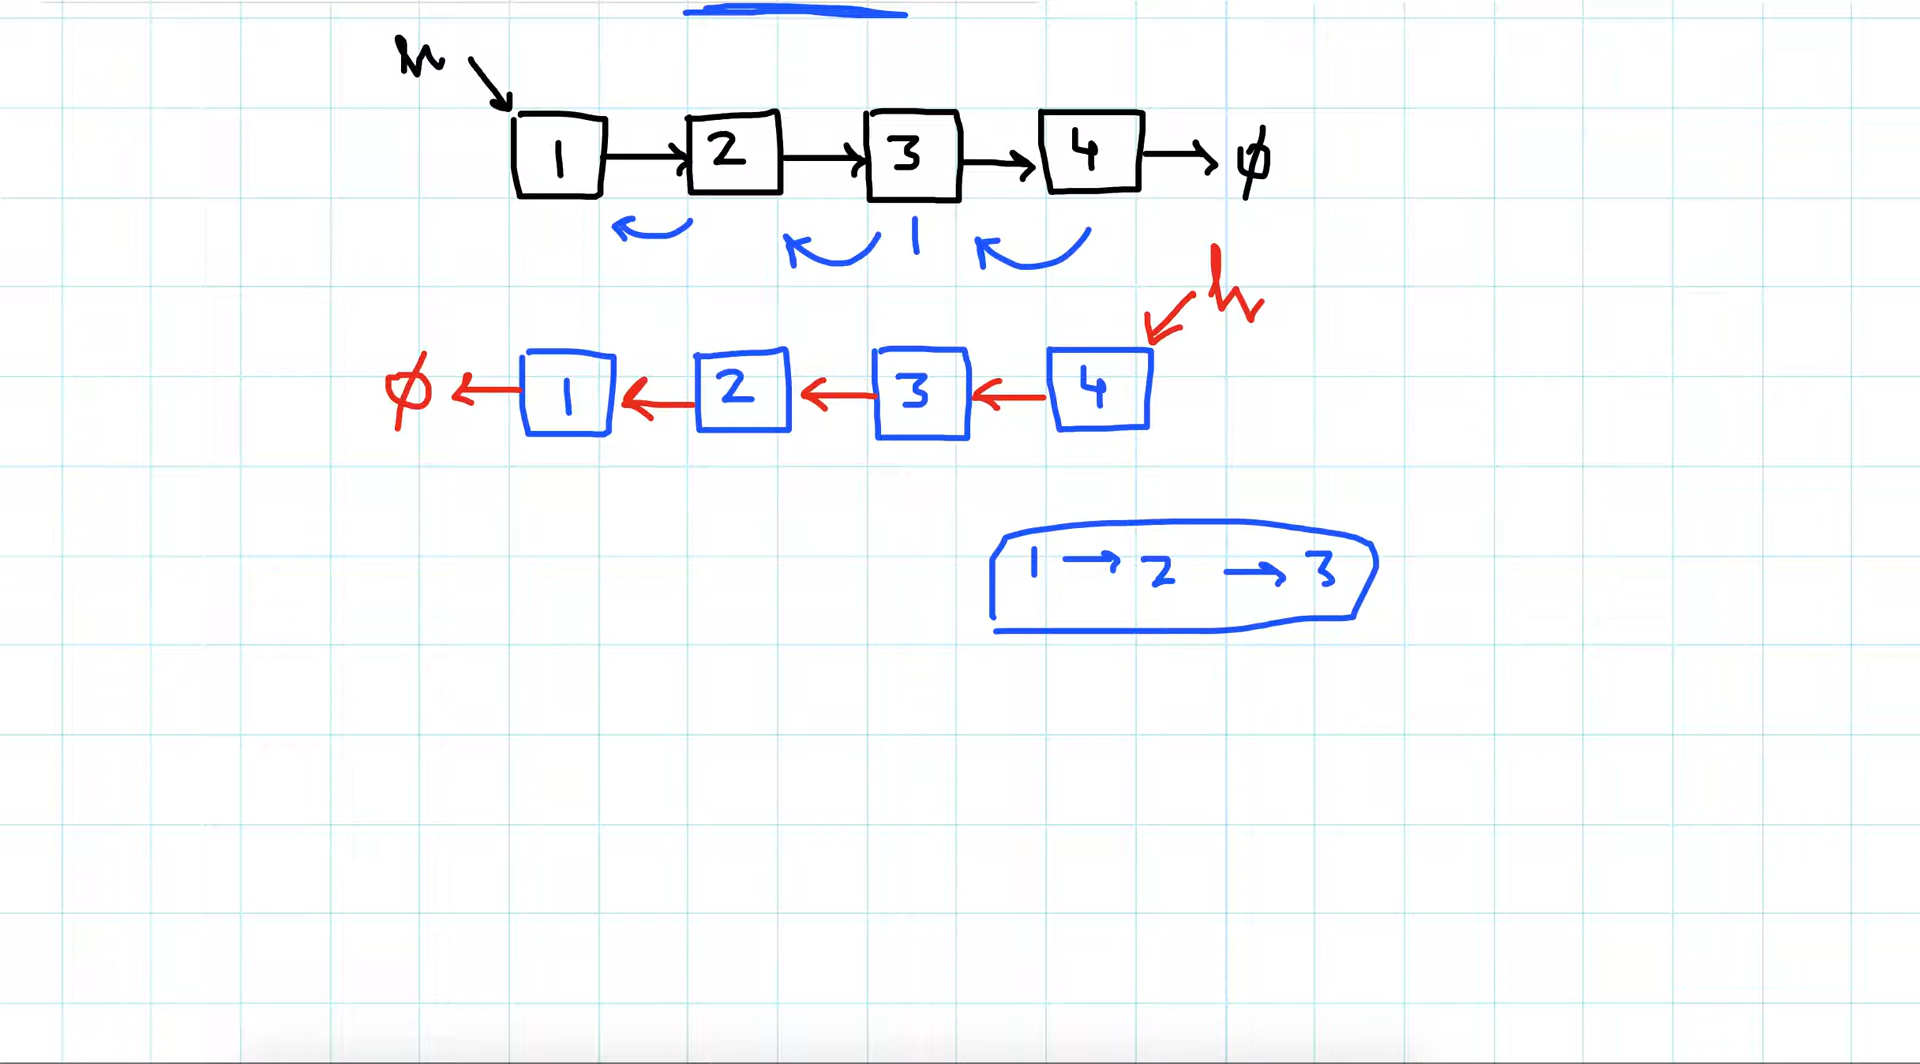 h
1 → 2 → 3 → 4 → ϕ
h
ϕ ← 1 ← 2 ← 3 ← 4
1 → 2 → 3